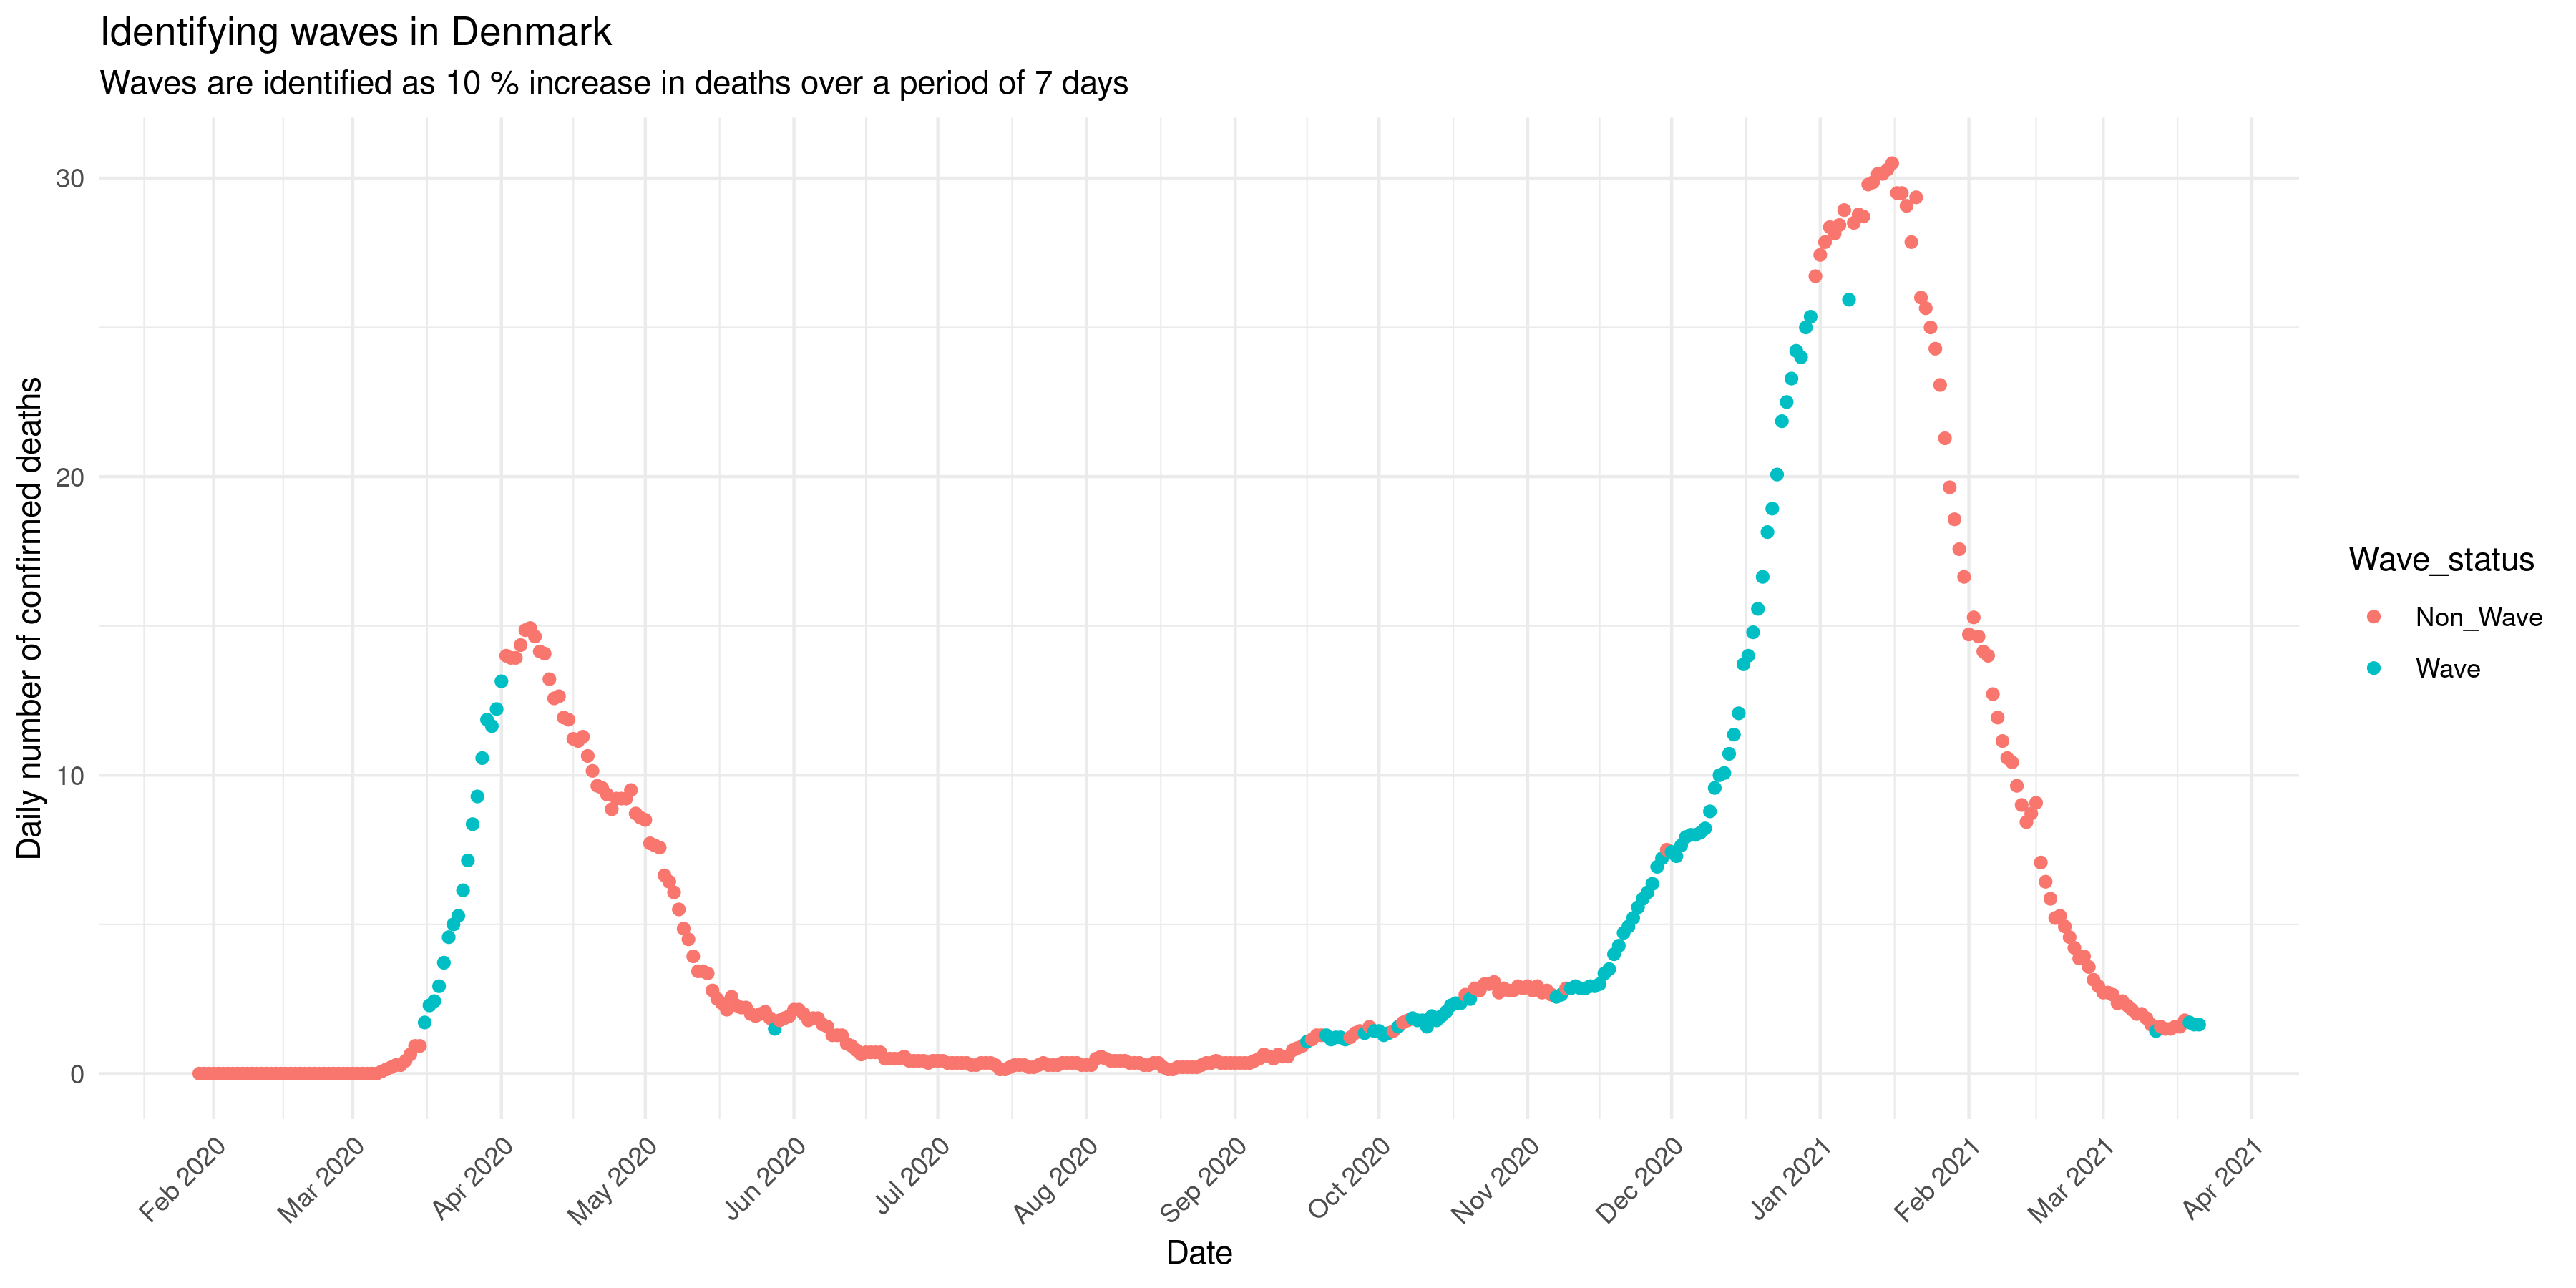 Identifying waves in Denmark
Waves are identified as 10 % increase in deaths over a period of 7 days
Daily number of confirmed deaths
30
20
10
0
Feb 2020
Mar 2020
Apr 2020
May 2020
Jun 2020
Jul 2020
Aug 2020
Sep 2020
Oct 2020
Nov 2020
Dec 2020
Jan 2021
Feb 2021
Mar 2021
Apr 2021
Date
Wave_status
Non_Wave
Wave